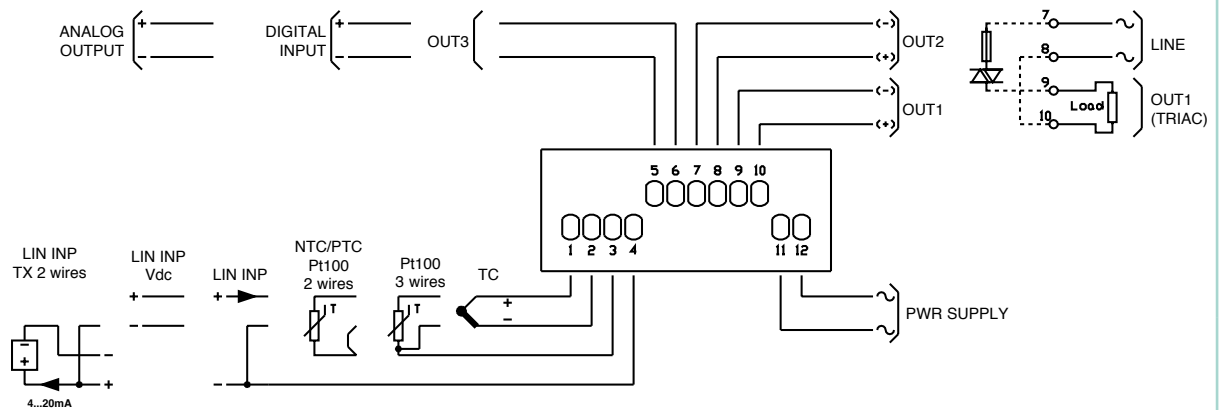 ANALOG
OUTPUT
+
−
DIGITAL
INPUT
+
−
OUT3
(-)
(+)
OUT2
(-)
(+)
OUT1
7
8
LINE
9
10
Load
OUT1
(TRIAC)
5 6 7 8 9 10
1 2 3 4
11 12
LIN INP
TX 2 wires
LIN INP
Vdc
LIN INP
NTC/PTC
Pt100
2 wires
Pt100
3 wires
TC
+ −
+ −
+ −
T
T
+
−
PWR SUPPLY
−
+
−
+
4...20mA